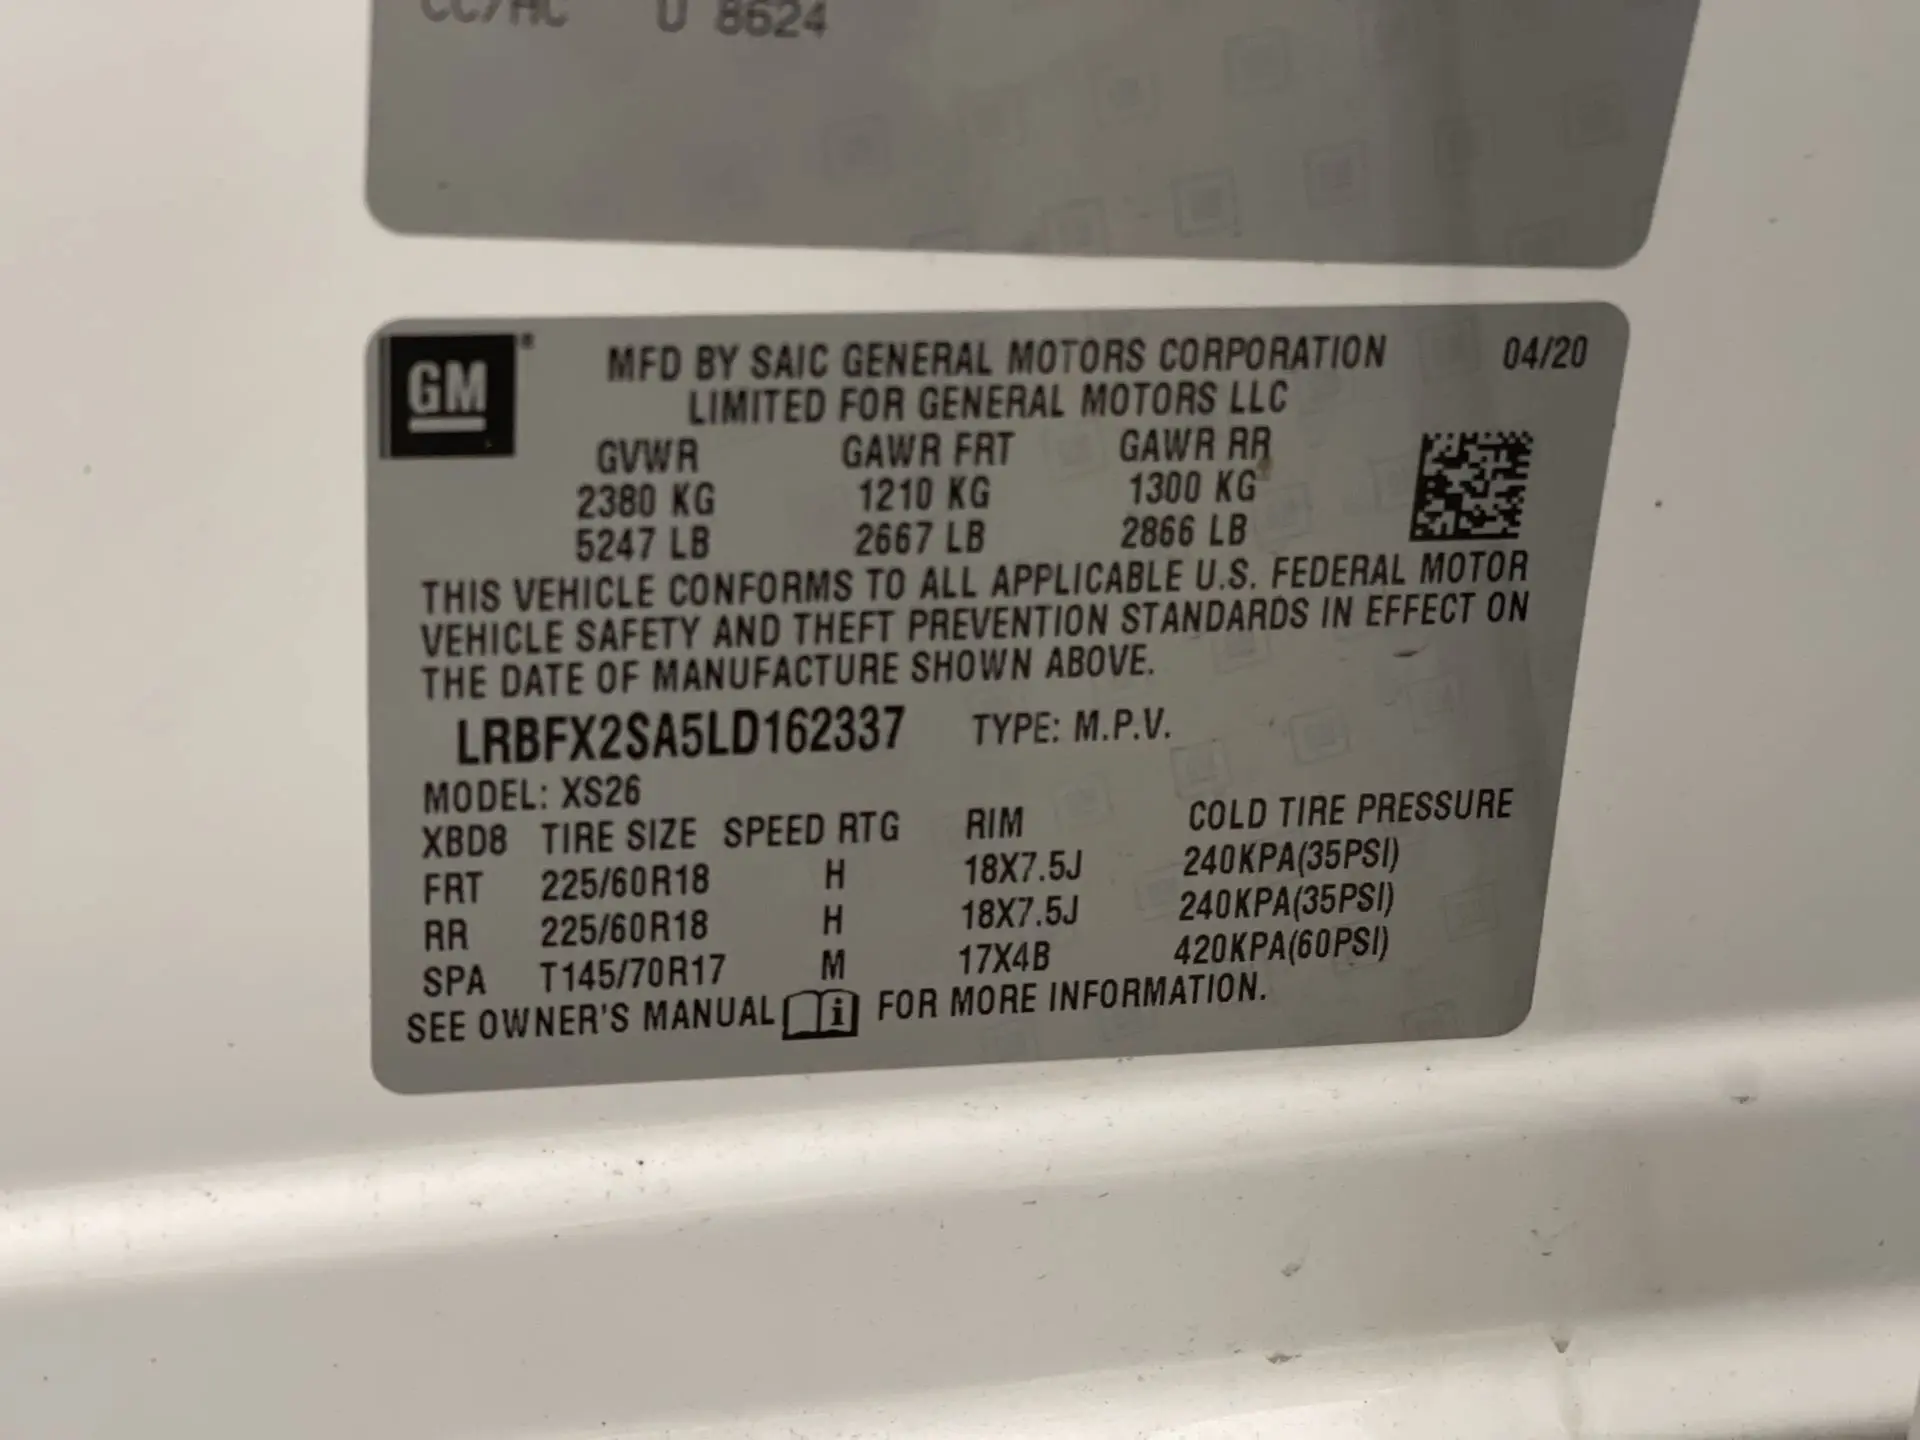 CC/HC U 8624
GM
MFD BY SAIC GENERAL MOTORS CORPORATION 04/20
LIMITED FOR GENERAL MOTORS LLC
GVWR GAWR FRT GAWR RR
2380 KG 1210 KG 1300 KG
5247 LB 2667 LB 2866 LB
THIS VEHICLE CONFORMS TO ALL APPLICABLE U.S. FEDERAL MOTOR
VEHICLE SAFETY AND THEFT PREVENTION STANDARDS IN EFFECT ON
THE DATE OF MANUFACTURE SHOWN ABOVE.
LRBFX2SA5LD162337 TYPE: M.P.V.
MODEL: XS26
XBD8 TIRE SIZE SPEED RTG RIM COLD TIRE PRESSURE
FRT 225/60R18 H 18X7.5J 240KPA(35PSI)
RR 225/60R18 H 18X7.5J 240KPA(35PSI)
SPA T145/70R17 M 17X4B 420KPA(60PSI)
SEE OWNER'S MANUAL i FOR MORE INFORMATION.